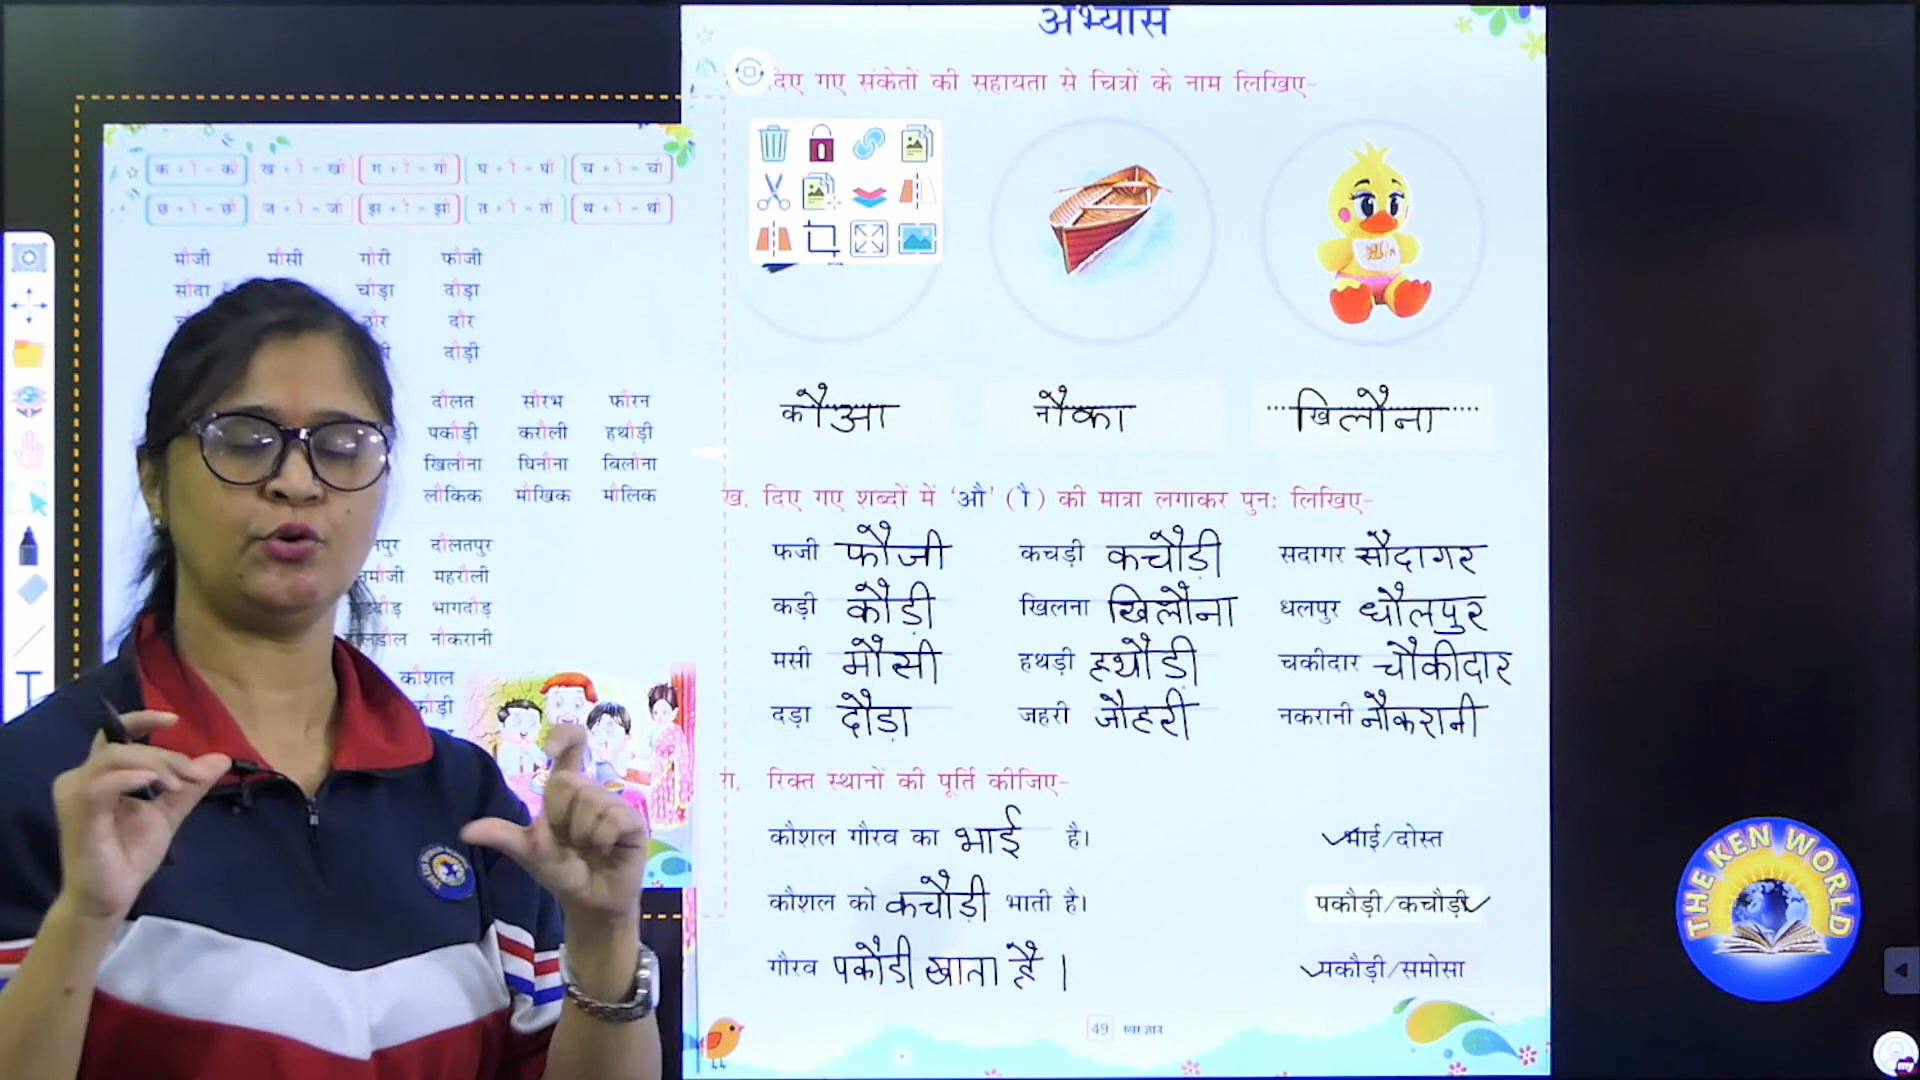 क + ौ = कौ ख + ौ = खौ ग + ौ = गौ घ + ौ = घौ च + ौ = चौ
छ + ौ = छौ ज + ौ = जौ झ + ौ = झौ त + ौ = तौ थ + ौ = थौ
मौजी मौसी गौरी फौजी
सौदा चौड़ा दौड़ा
ठौर दौर
दौड़ी
दौलत सौरभ फौरन
पकौड़ी करौली हथौड़ी
खिलौना घिनौना बिलौना
लौकिक मौखिक मौलिक
दौलतपुर
महरौली
भागदौड़
नौकरानी
कौशल
अभ्यास
दिए गए संकेतों की सहायता से चित्रों के नाम लिखिए-
कौआ नौका खिलौना
ख. दिए गए शब्दों में 'औ' (ौ) की मात्रा लगाकर पुनः लिखिए-
फजी फौजी कचड़ी कचौड़ी सदागर सौदागर
कड़ी कौड़ी खिलना खिलौना धलपुर धौलपुर
मसी मौसी हथड़ी हथौड़ी चकीदार चौकीदार
दड़ा दौड़ा जहरी जौहरी नकरानी नौकरानी
ग. रिक्त स्थानों की पूर्ति कीजिए-
कौशल गौरव का भाई है। भाई/दोस्त
कौशल को कचौड़ी भाती है। पकौड़ी/कचौड़ी
गौरव पकौडी खाता है । पकौड़ी/समोसा
49 स्वर ज्ञान
THE KEN WORLD